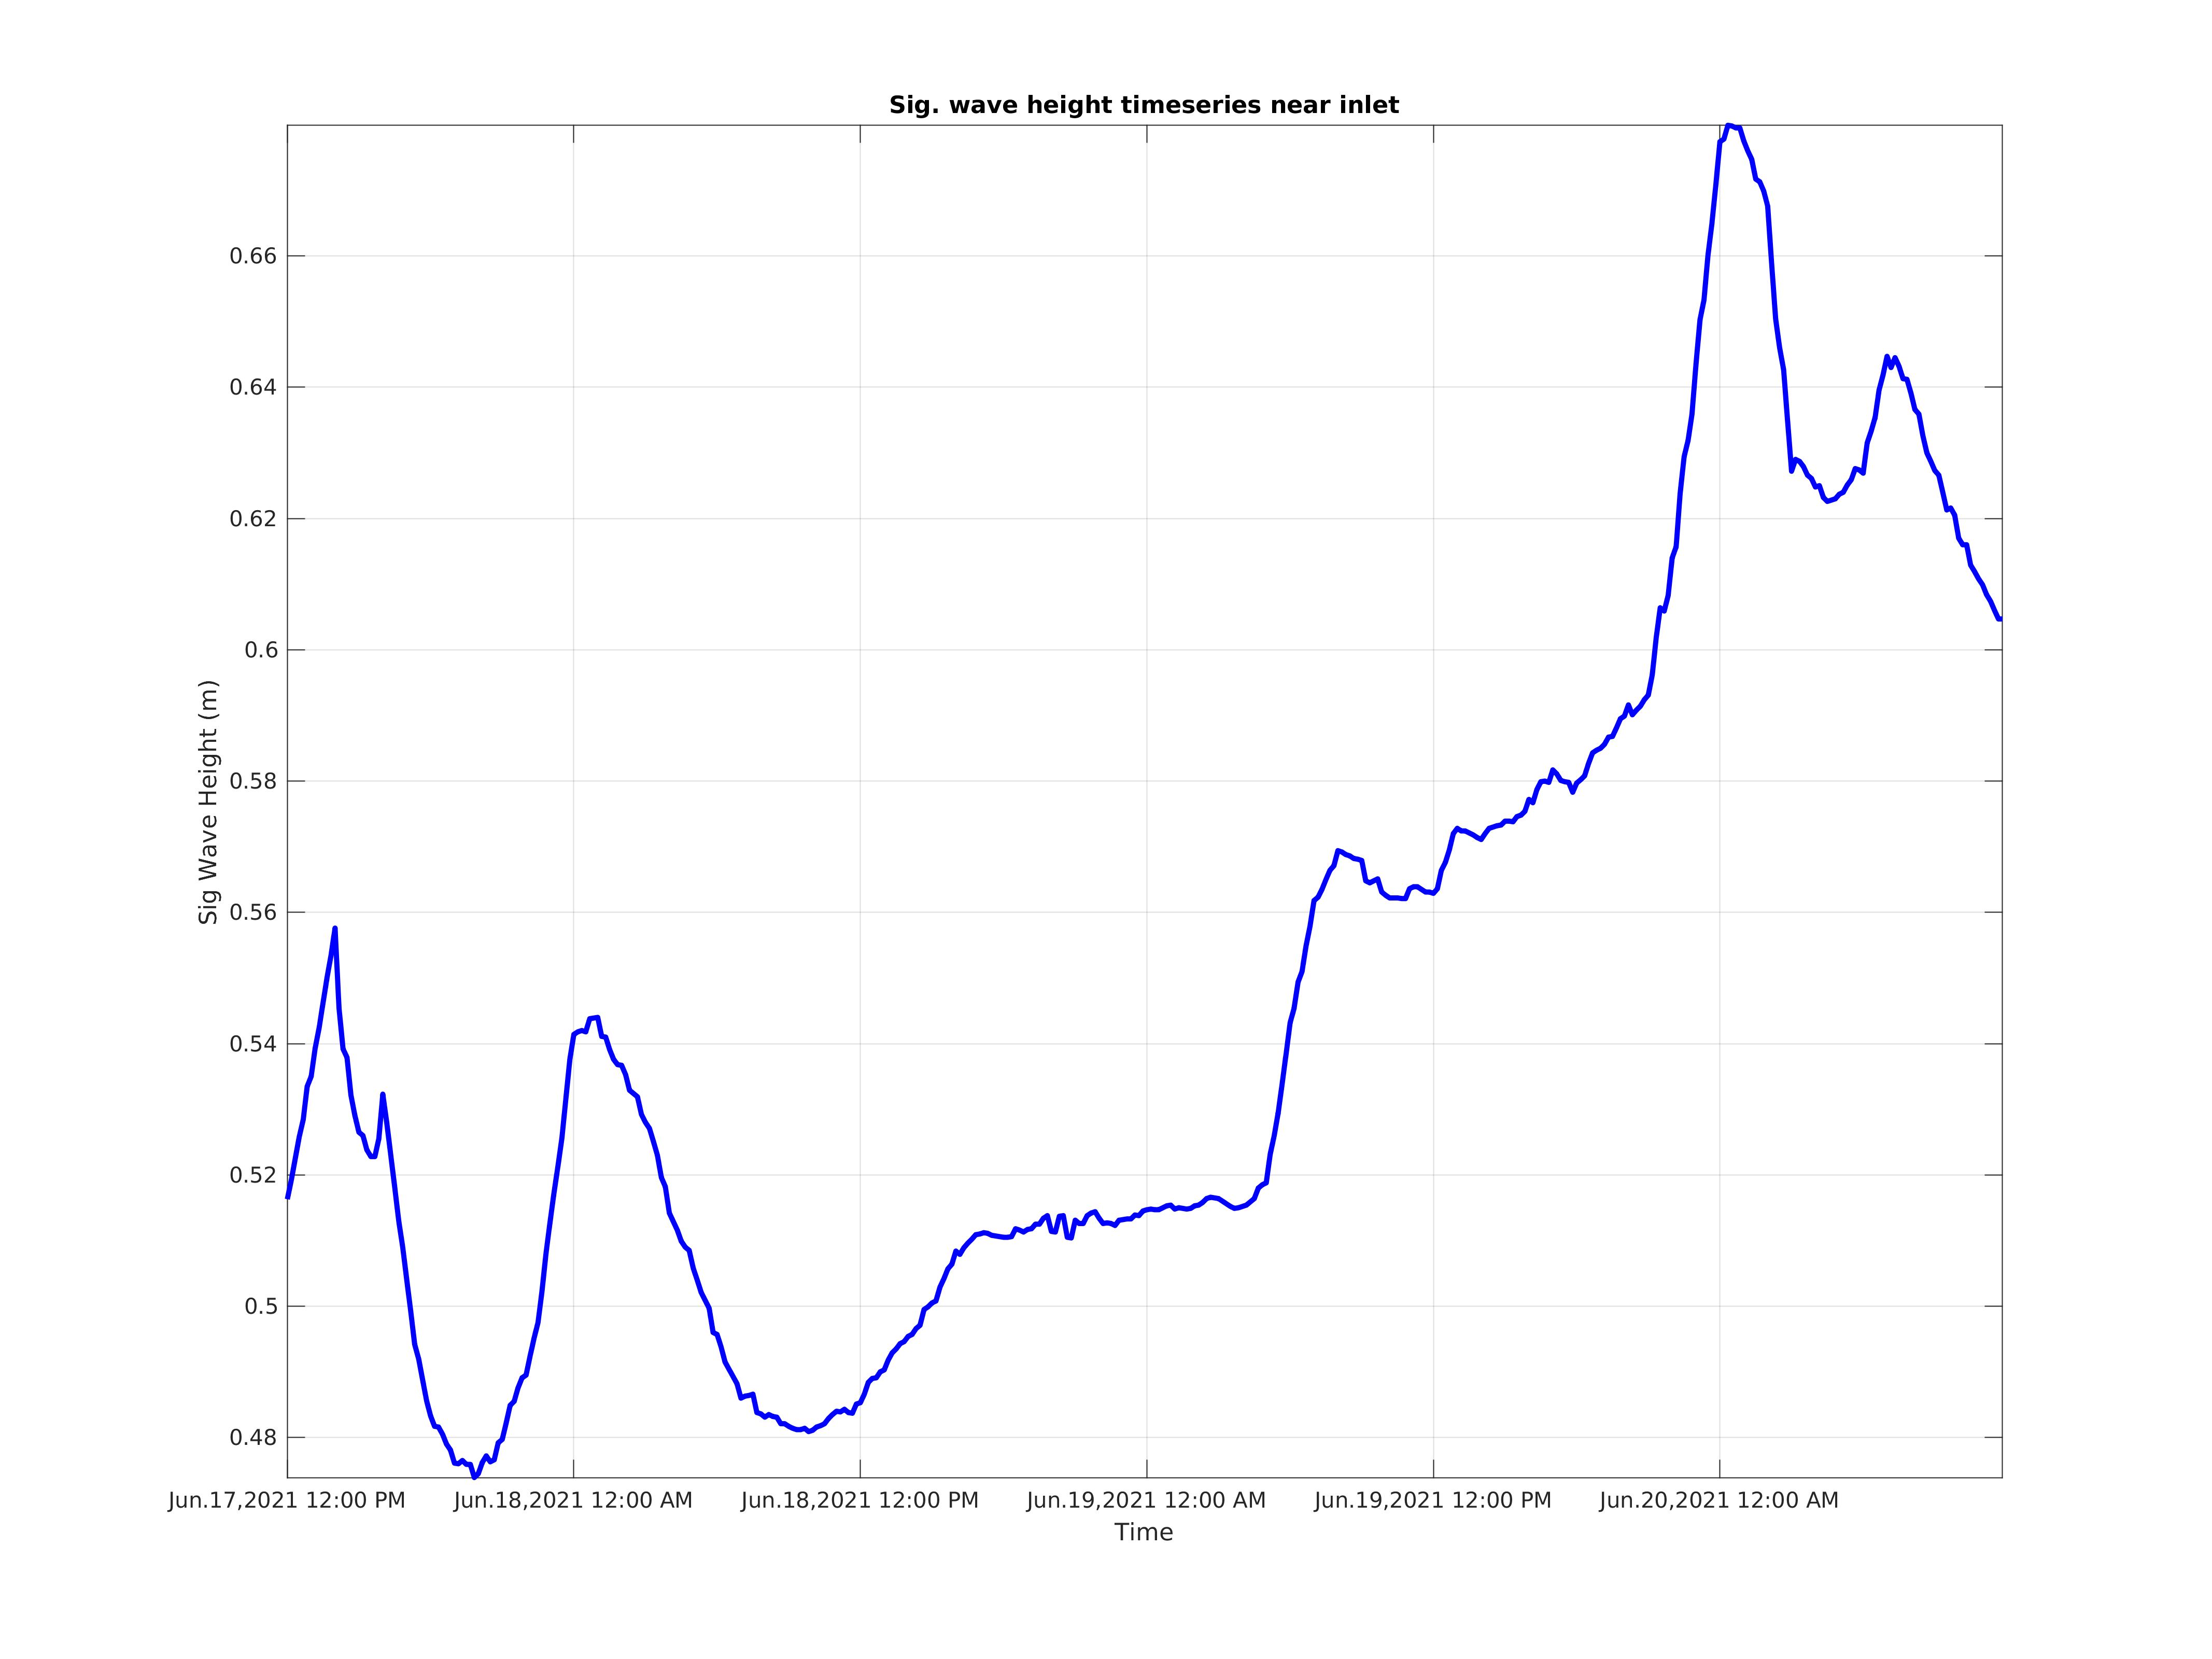 Sig. wave height timeseries near inlet
0.66
0.64
0.62
0.6
0.58
0.56
0.54
0.52
0.5
0.48
Sig Wave Height (m)
Jun.17,2021 12:00 PM Jun.18,2021 12:00 AM Jun.18,2021 12:00 PM Jun.19,2021 12:00 AM Jun.19,2021 12:00 PM Jun.20,2021 12:00 AM
Time